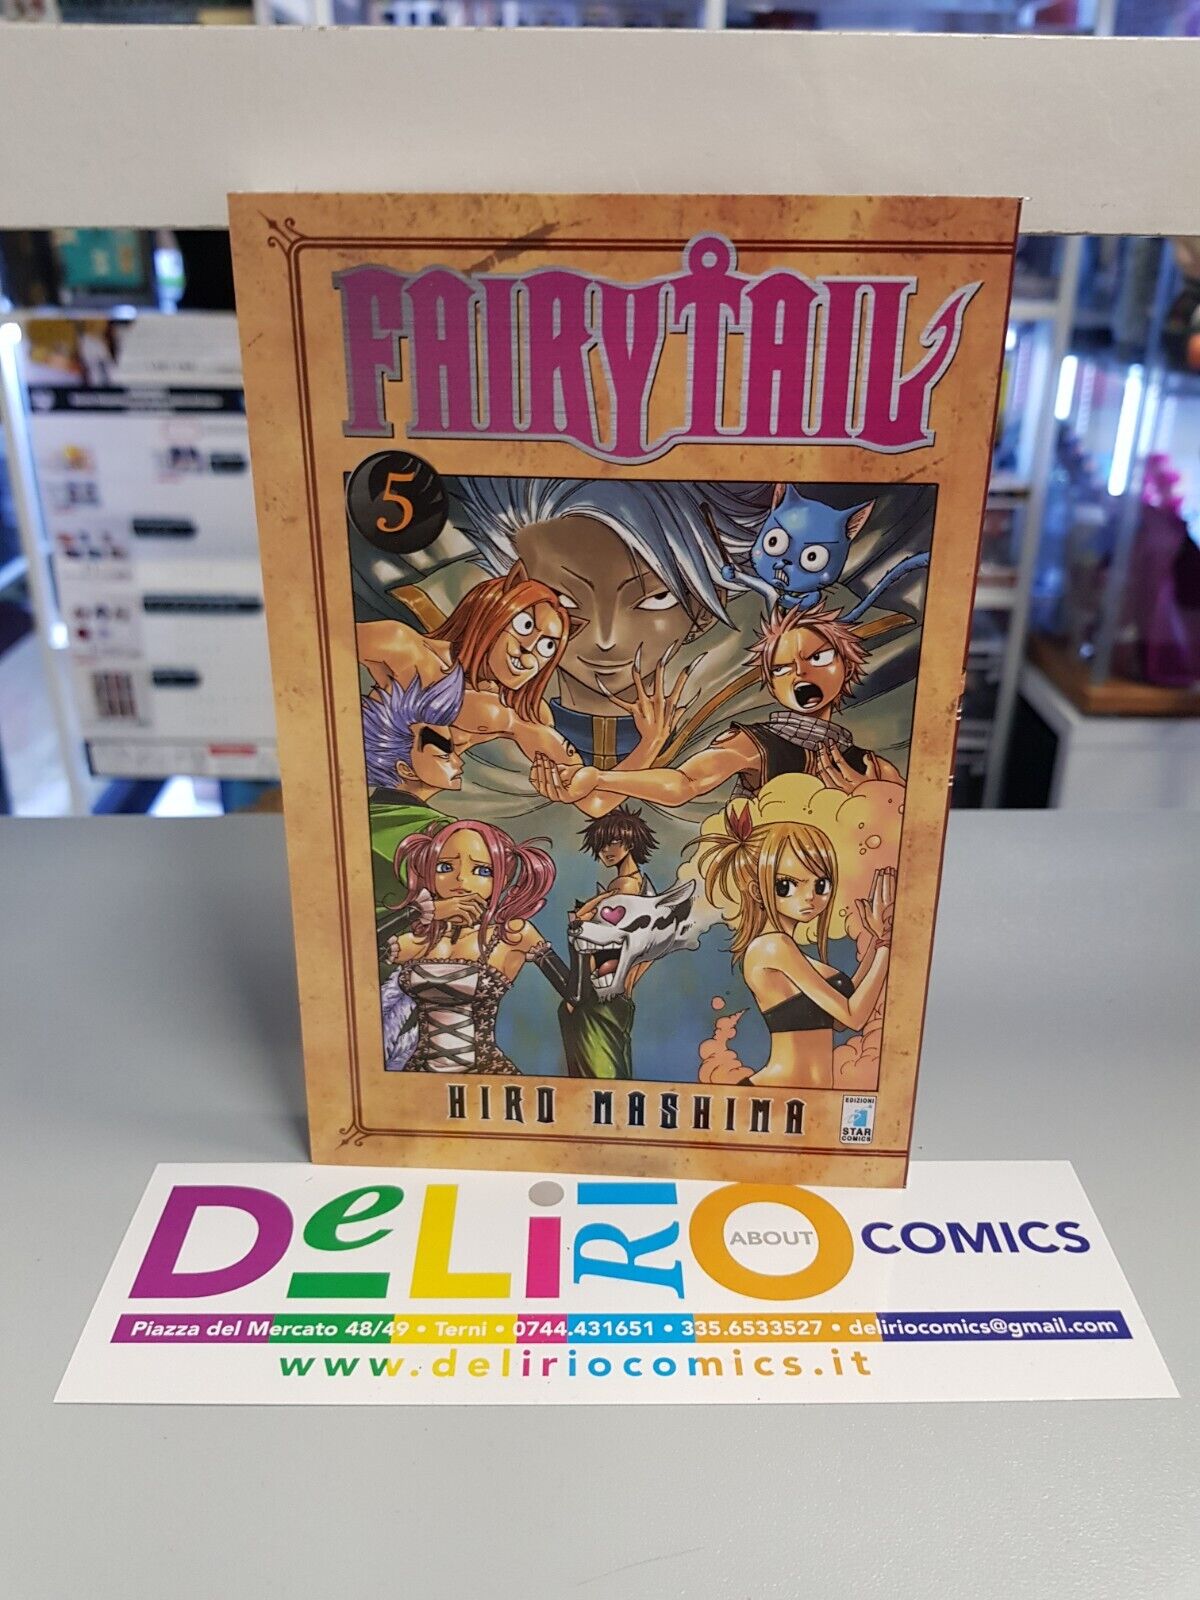 FAIRY TAIL
5
HIRO MASHIMA
EDIZIONI
STAR
COMICS
DeLiRiO ABOUT COMICS
Piazza del Mercato 48/49 • Terni • 0744.431651 • 335.6533527 • deliriocomics@gmail.com
www.deliriocomics.it